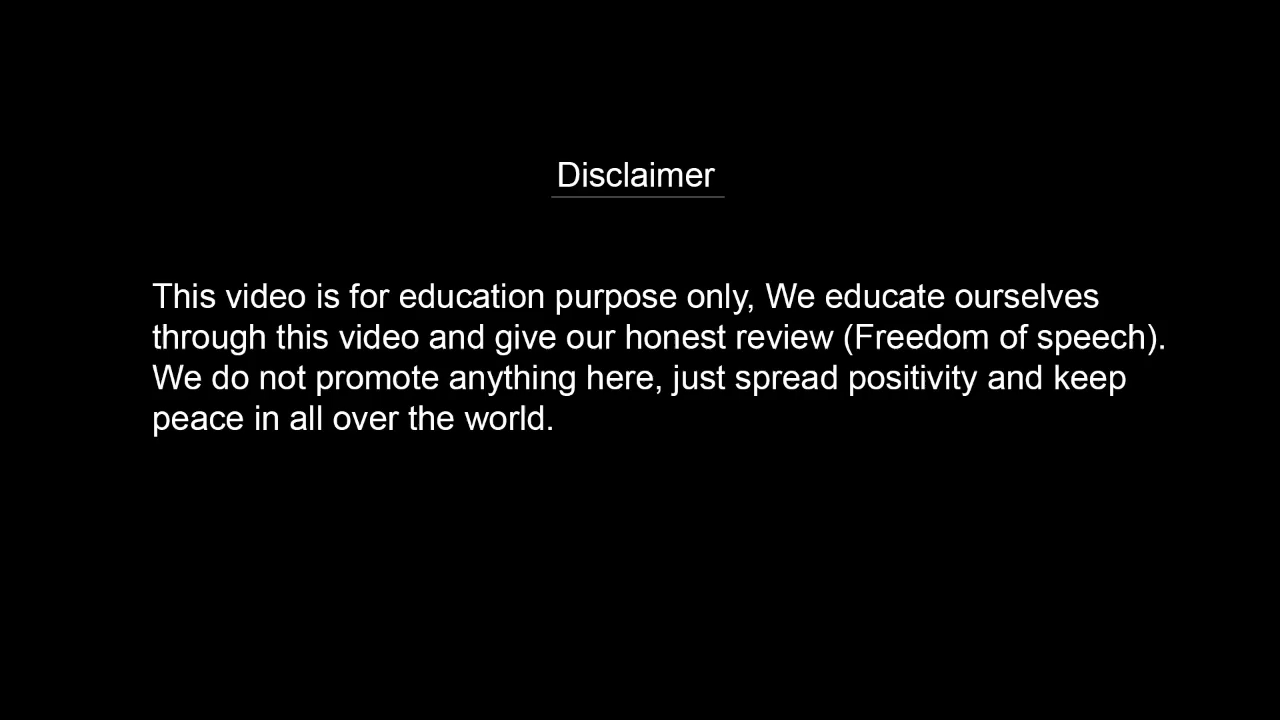 Disclaimer
This video is for education purpose only, We educate ourselves
through this video and give our honest review (Freedom of speech).
We do not promote anything here, just spread positivity and keep
peace in all over the world.